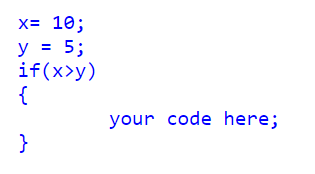 x= 10;
y = 5;
if(x>y)
{
your code here;
}